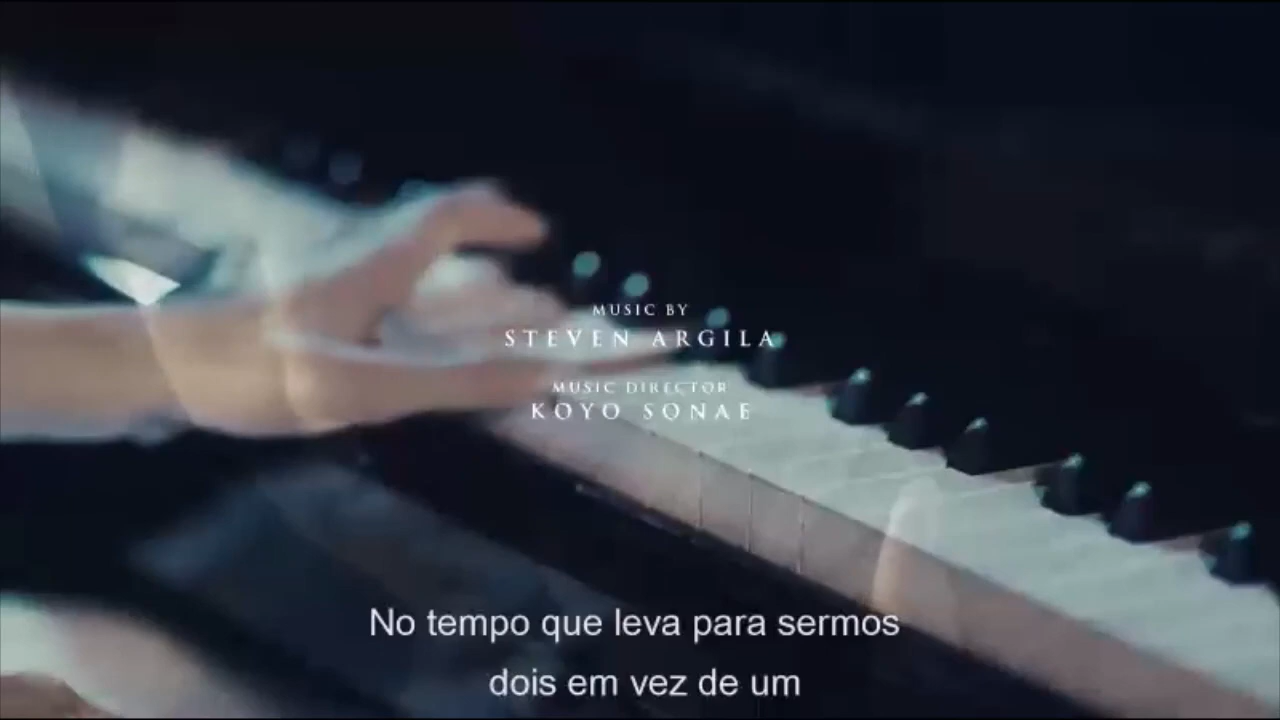 MUSIC BY
STEVEN ARGILA
MUSIC DIRECTOR
KOYO SONAE
No tempo que leva para sermos
dois em vez de um